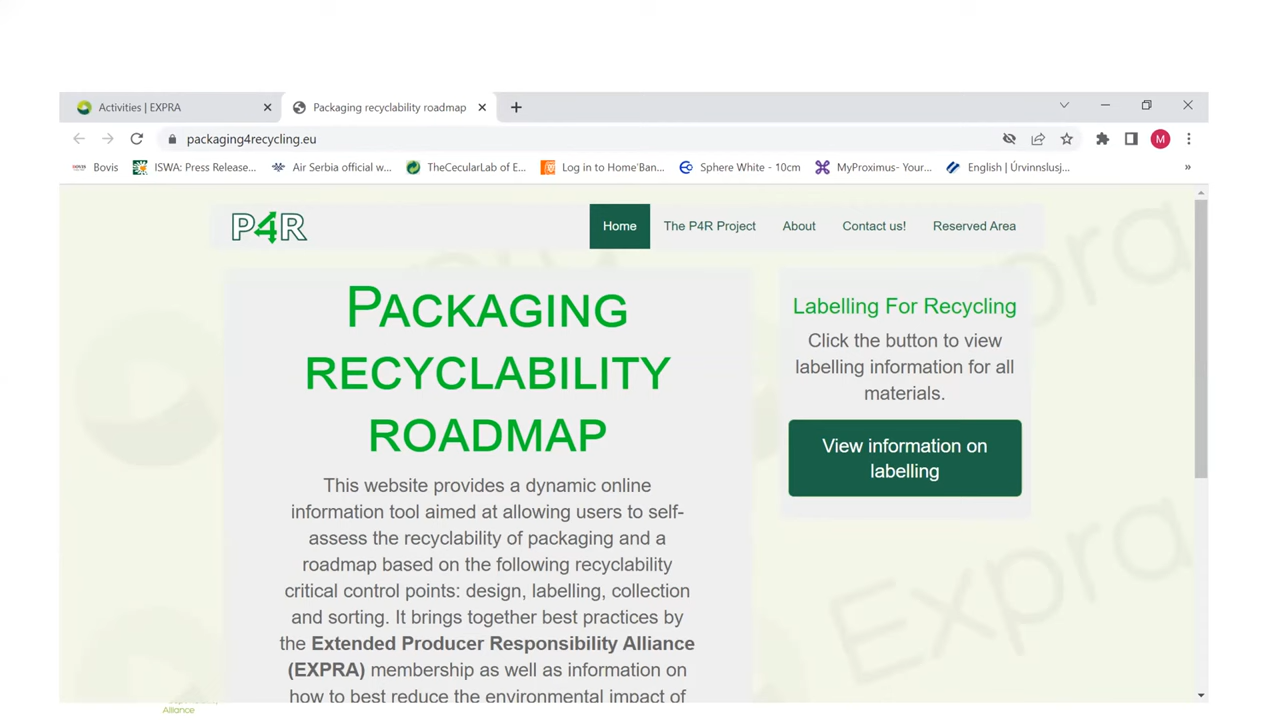 Activities | EXPRA
Packaging recyclability roadmap
packaging4recycling.eu
M
Bovis
ISWA: Press Release...
Air Serbia official w...
TheCecularLab of E...
Log in to Home'Ban...
Sphere White - 10cm
MyProximus- Your...
English | Úrvinnslusj...
»
P4R
Home
The P4R Project
About
Contact us!
Reserved Area
PACKAGING
RECYCLABILITY
ROADMAP
This website provides a dynamic online
information tool aimed at allowing users to self-
assess the recyclability of packaging and a
roadmap based on the following recyclability
critical control points: design, labelling, collection
and sorting. It brings together best practices by
the Extended Producer Responsibility Alliance
(EXPRA) membership as well as information on
how to best reduce the environmental impact of
Labelling For Recycling
Click the button to view
labelling information for all
materials.
View information on
labelling
Expra
Expra
Alliance